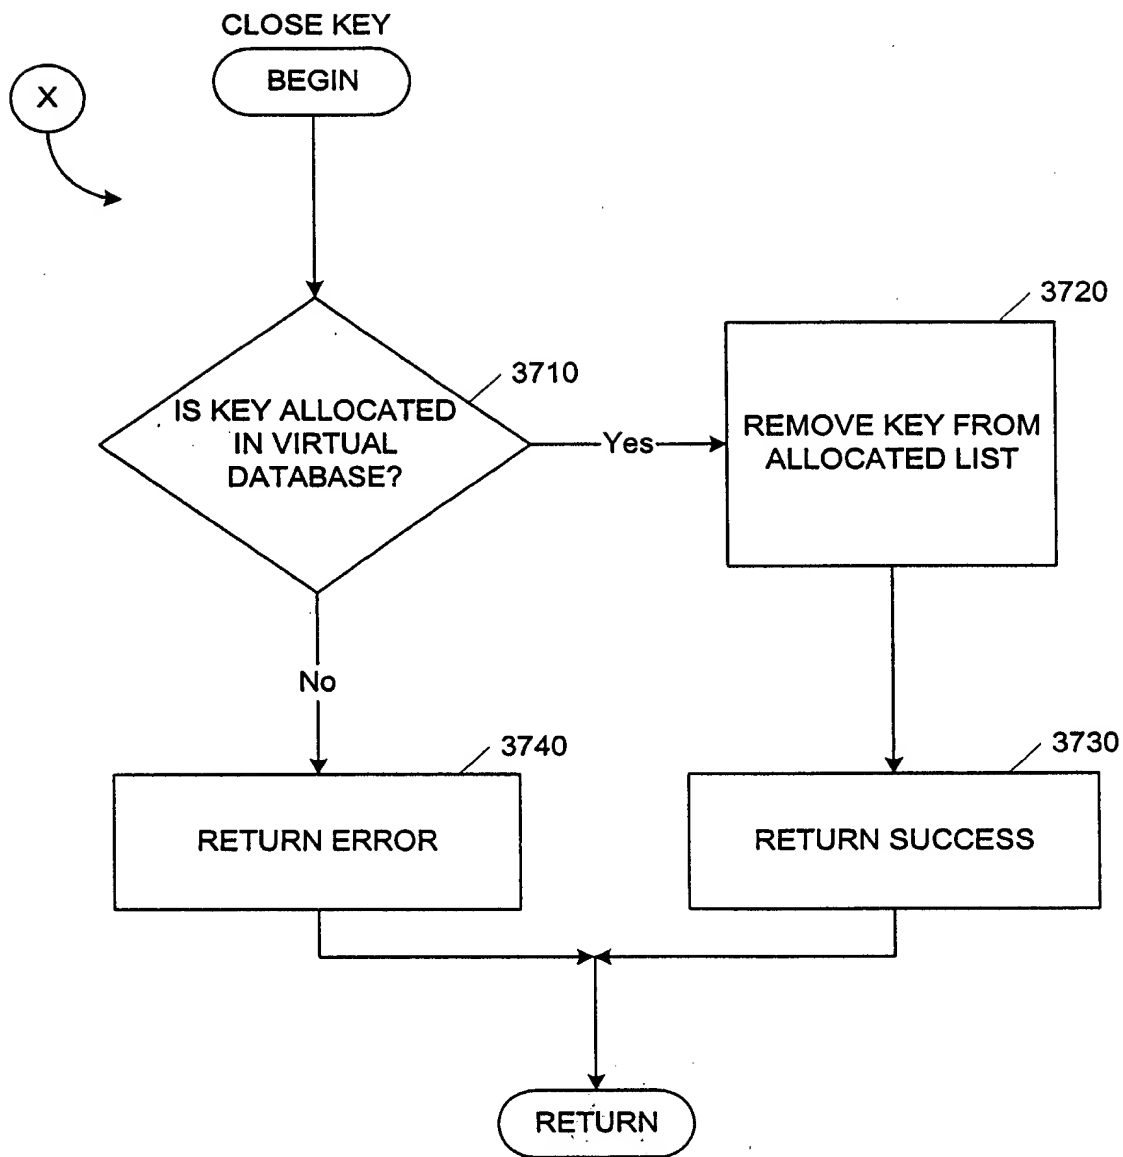 CLOSE KEY
BEGIN
X
3720
3710
IS KEY ALLOCATED
IN VIRTUAL
DATABASE?
Yes
REMOVE KEY FROM
ALLOCATED LIST
No
3740
3730
RETURN ERROR
RETURN SUCCESS
RETURN